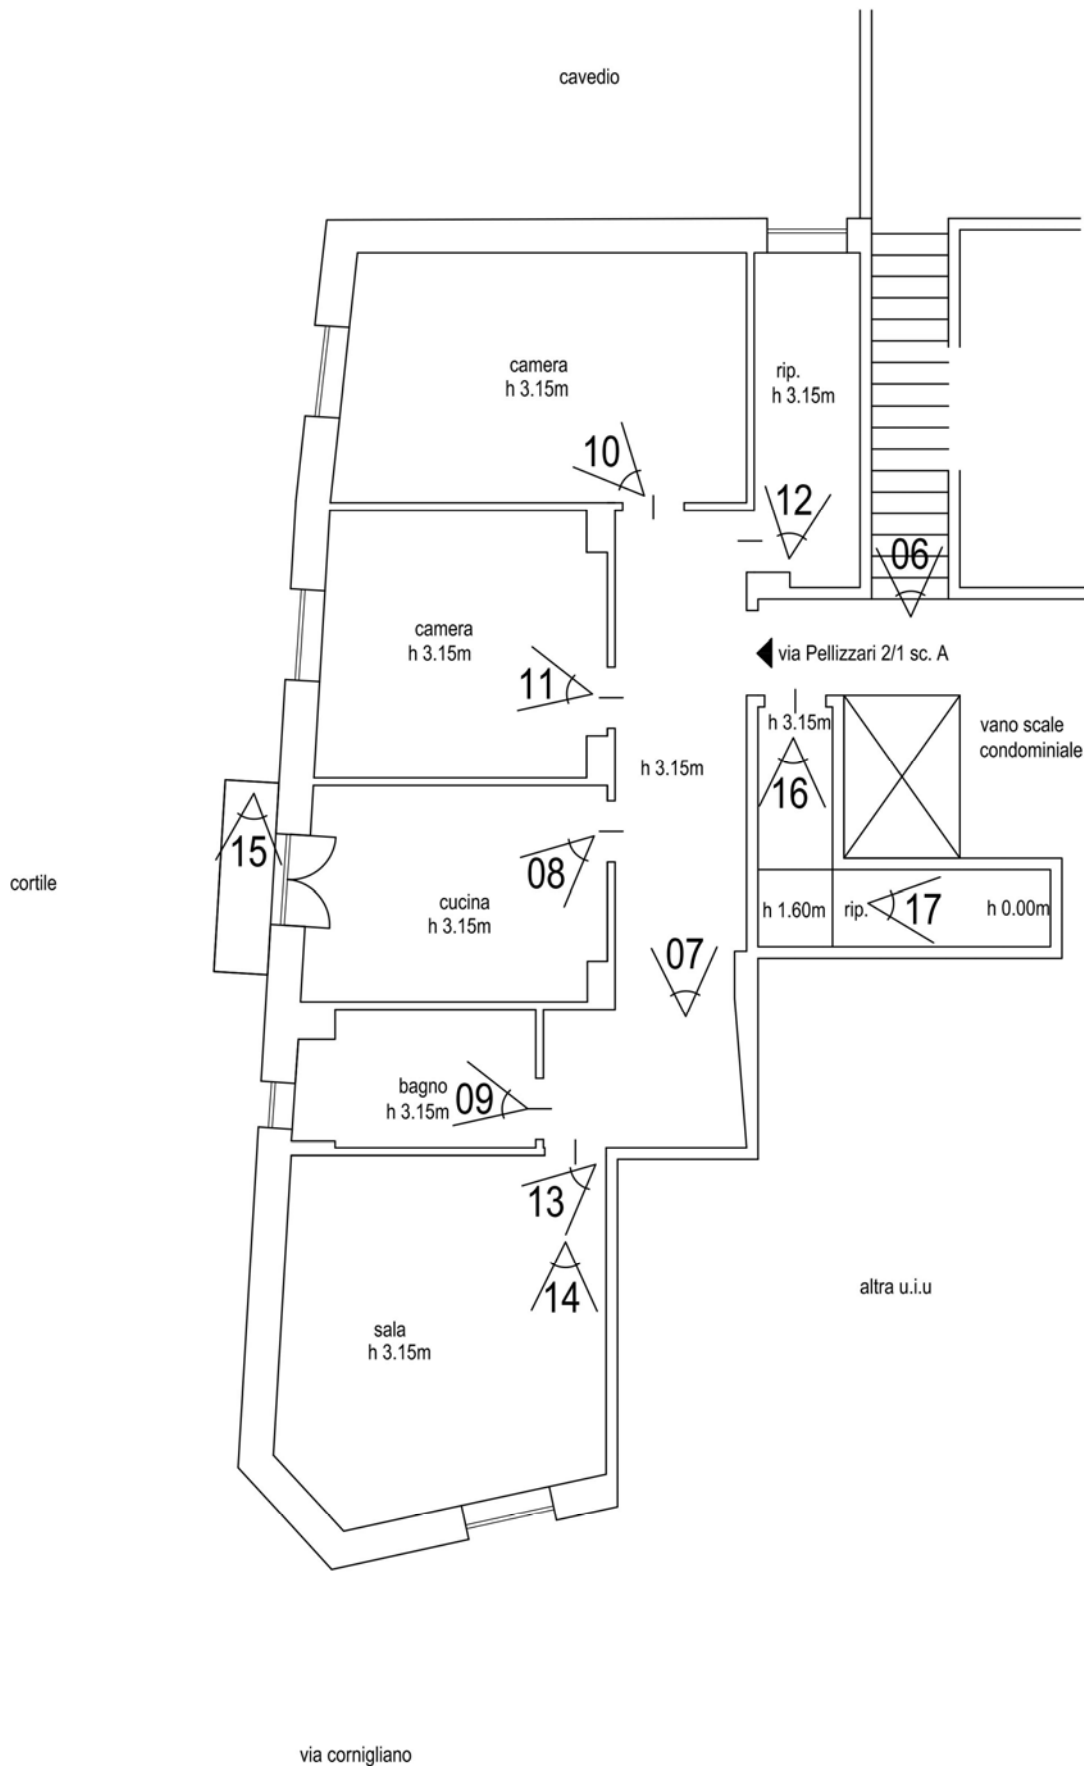 cavedio
camera
h 3.15m
rip.
h 3.15m
10
12
06
camera
h 3.15m
11
via Pellizzari 2/1 sc. A
h 3.15m
vano scale
condominiale
h 3.15m
16
15
08
cortile
cucina
h 3.15m
h 1.60m
rip.
17
h 0.00m
07
bagno
h 3.15m
09
13
14
altra u.i.u
sala
h 3.15m
via cornigliano